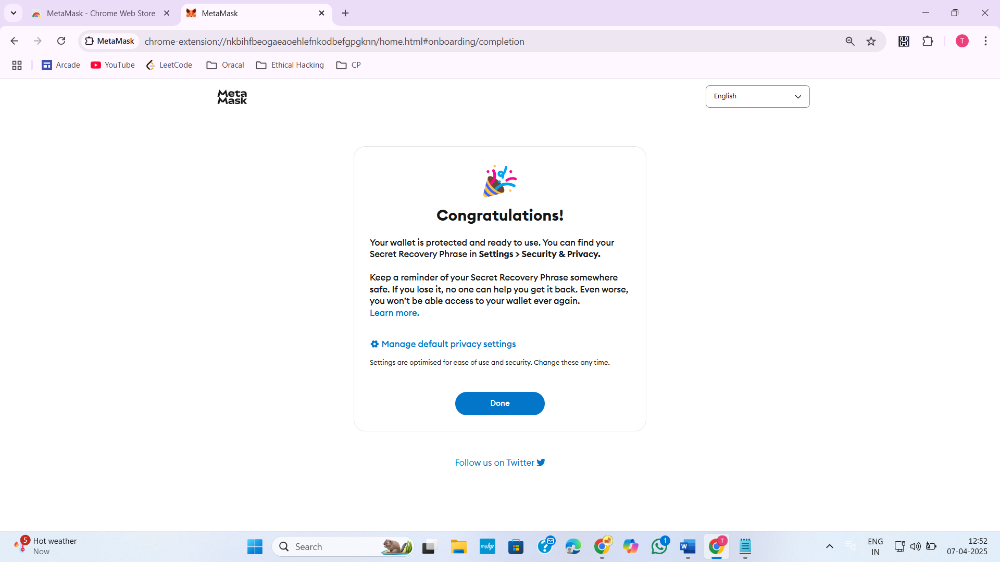 MetaMask - Chrome Web Store
MetaMask
MetaMask
chrome-extension://nkbihfbeogaeaoehlefnkodbefgpgknn/home.html#onboarding/completion
T
Arcade
YouTube
LeetCode
Oracal
Ethical Hacking
CP
Meta
Mask
English
Congratulations!
Your wallet is protected and ready to use. You can find your
Secret Recovery Phrase in Settings > Security & Privacy.
Keep a reminder of your Secret Recovery Phrase somewhere
safe. If you lose it, no one can help you get it back. Even worse,
you won’t be able access to your wallet ever again.
Learn more.
Manage default privacy settings
Settings are optimised for ease of use and security. Change these any time.
Done
Follow us on Twitter
5
Hot weather
Now
Search
myhp
1
W
T
ENG
IN
12:52
07-04-2025